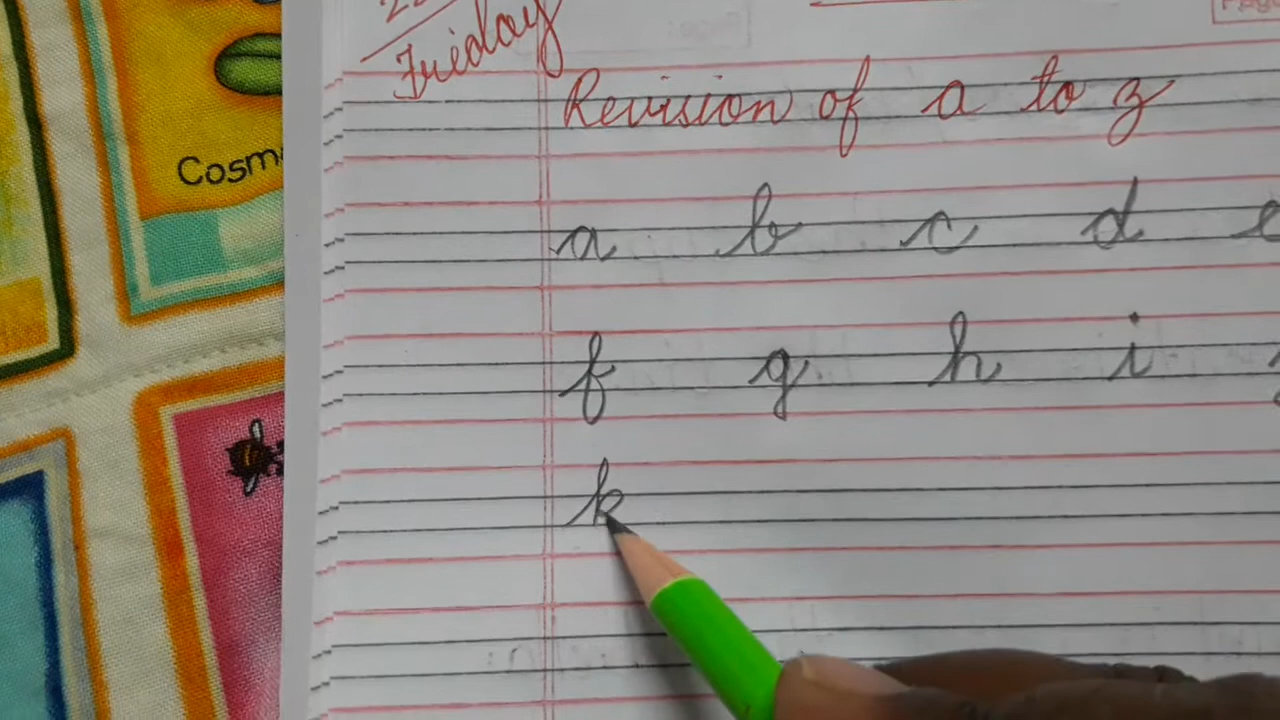 Friday
Revision of a to z
a b c d e
f g h i j
k
Cosm